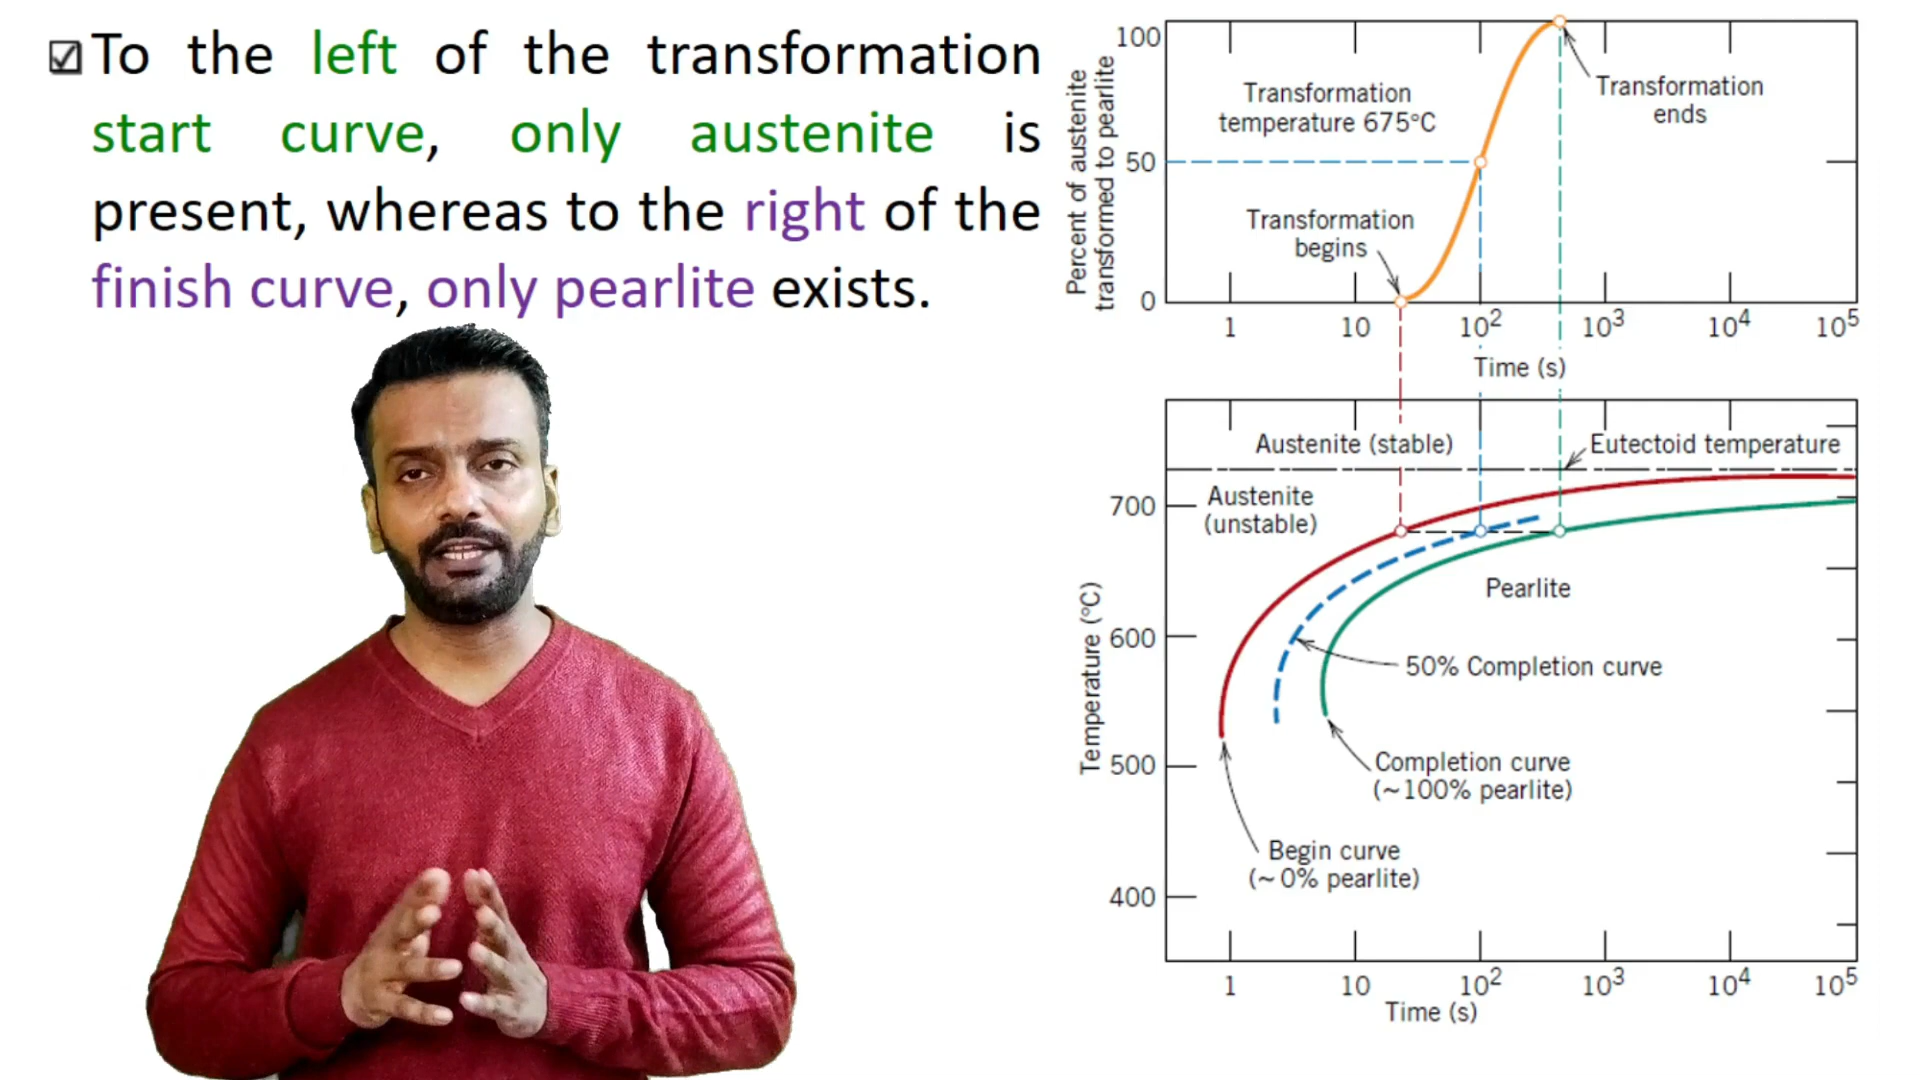 To the left of the transformation
start curve, only austenite is
present, whereas to the right of the
finish curve, only pearlite exists.
Percent of austenite
transformed to pearlite
100
50
0
Transformation
temperature 675°C
Transformation
ends
Transformation
begins
1 10 10² 10³ 10⁴ 10⁵
Time (s)
Temperature (°C)
700
600
500
400
Austenite (stable)
Eutectoid temperature
Austenite
(unstable)
Pearlite
50% Completion curve
Completion curve
(~100% pearlite)
Begin curve
(~ 0% pearlite)
1 10 10² 10³ 10⁴ 10⁵
Time (s)